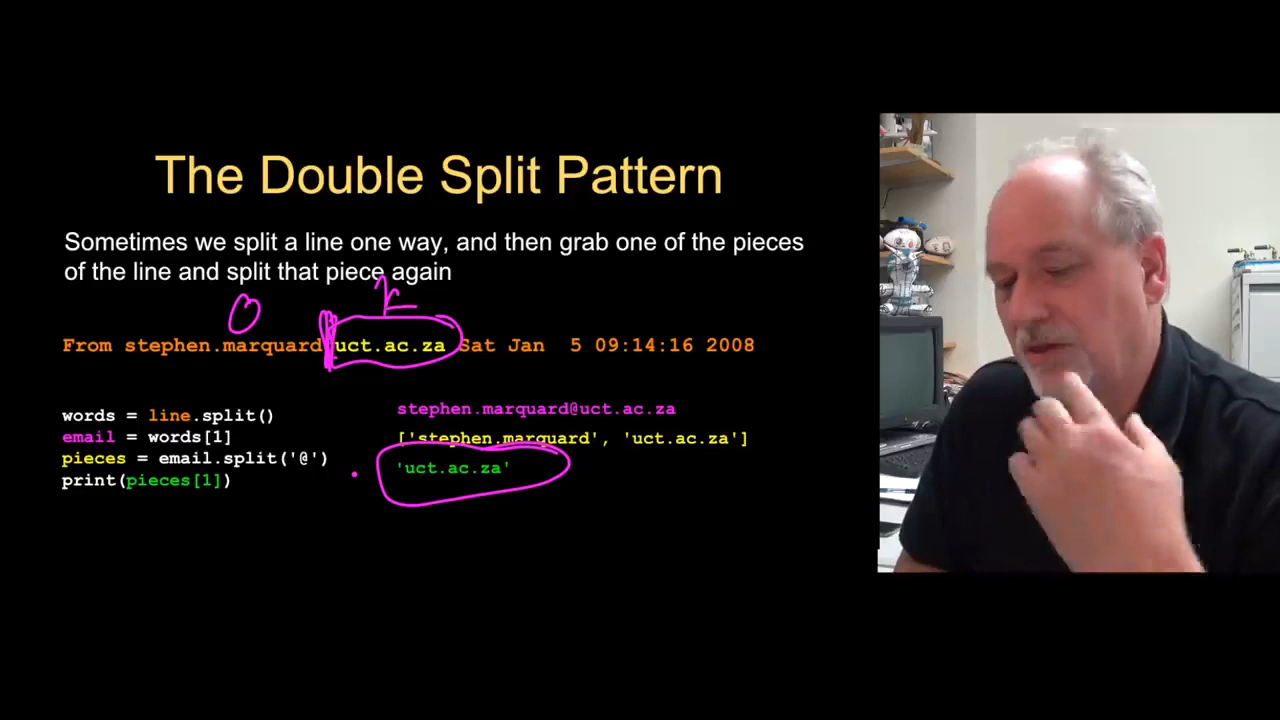 The Double Split Pattern
Sometimes we split a line one way, and then grab one of the pieces
of the line and split that piece again
0
From stephen.marquard uct.ac.za Sat Jan 5 09:14:16 2008
words = line.split()
email = words[1]
pieces = email.split('@')
print(pieces[1])
stephen.marquard@uct.ac.za
['stephen.marquard', 'uct.ac.za']
'uct.ac.za'